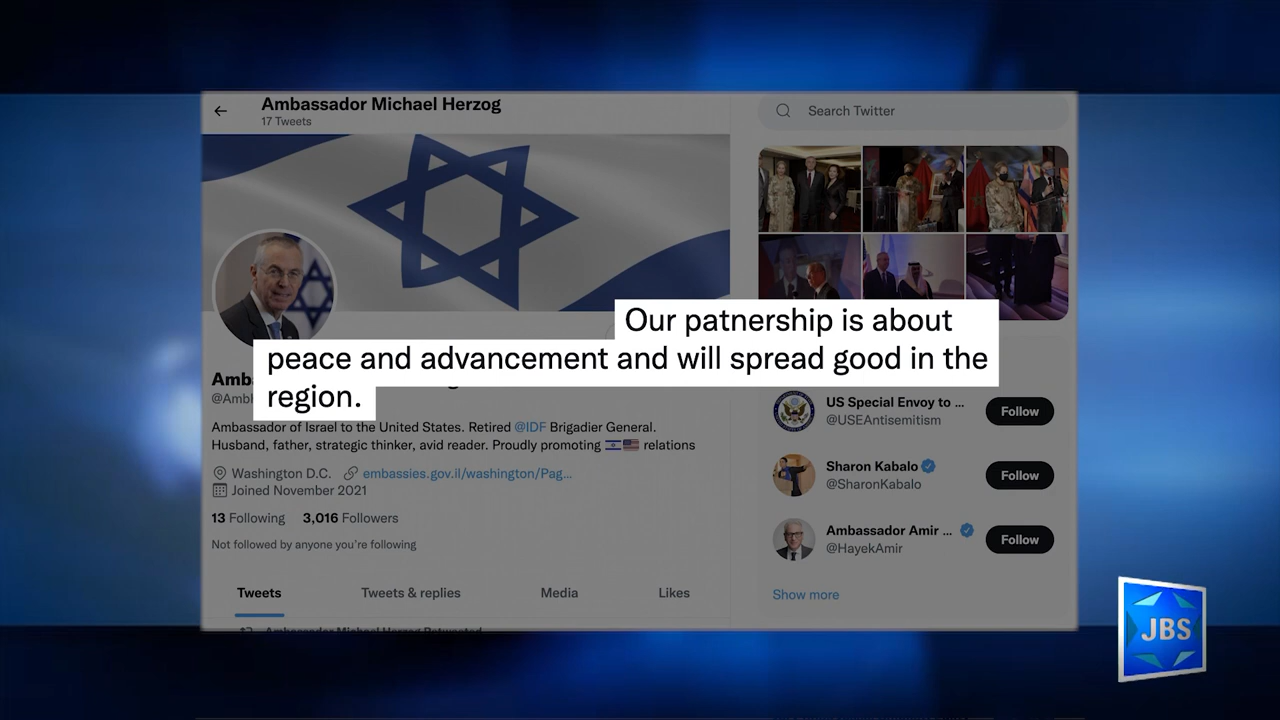 Ambassador Michael Herzog
17 Tweets
Search Twitter
Our patnership is about
peace and advancement and will spread good in the
region.
US Special Envoy to ...
@USEAntisemitism
Follow
Ambassador of Israel to the United States. Retired @IDF Brigadier General.
Husband, father, strategic thinker, avid reader. Proudly promoting 🇮🇱🇺🇸 relations
Washington D.C. embassies.gov.il/washington/Pag...
Joined November 2021
13 Following 3,016 Followers
Not followed by anyone you're following
Sharon Kabalo
@SharonKabalo
Follow
Ambassador Amir ...
@HayekAmir
Follow
Show more
Tweets Tweets & replies Media Likes
Ambassador Michael Herzog Retweeted
JBS